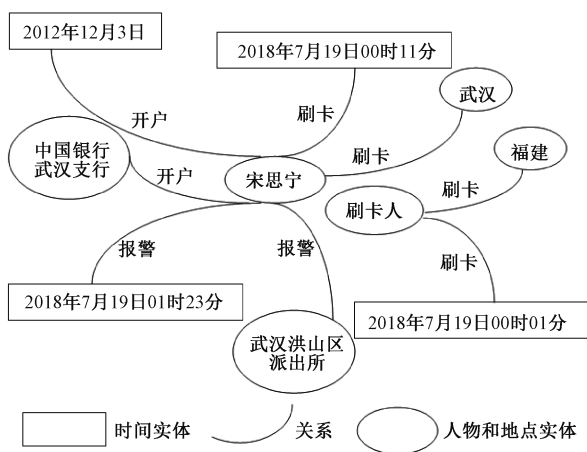 2012年12月3日
2018年7月19日00时11分
武汉
开户
刷卡
中国银行
武汉支行
福建
刷卡
开户
宋思宁
刷卡
刷卡人
报警
报警
刷卡
2018年7月19日01时23分
2018年7月19日00时01分
武汉洪山区
派出所
时间实体
关系
人物和地点实体